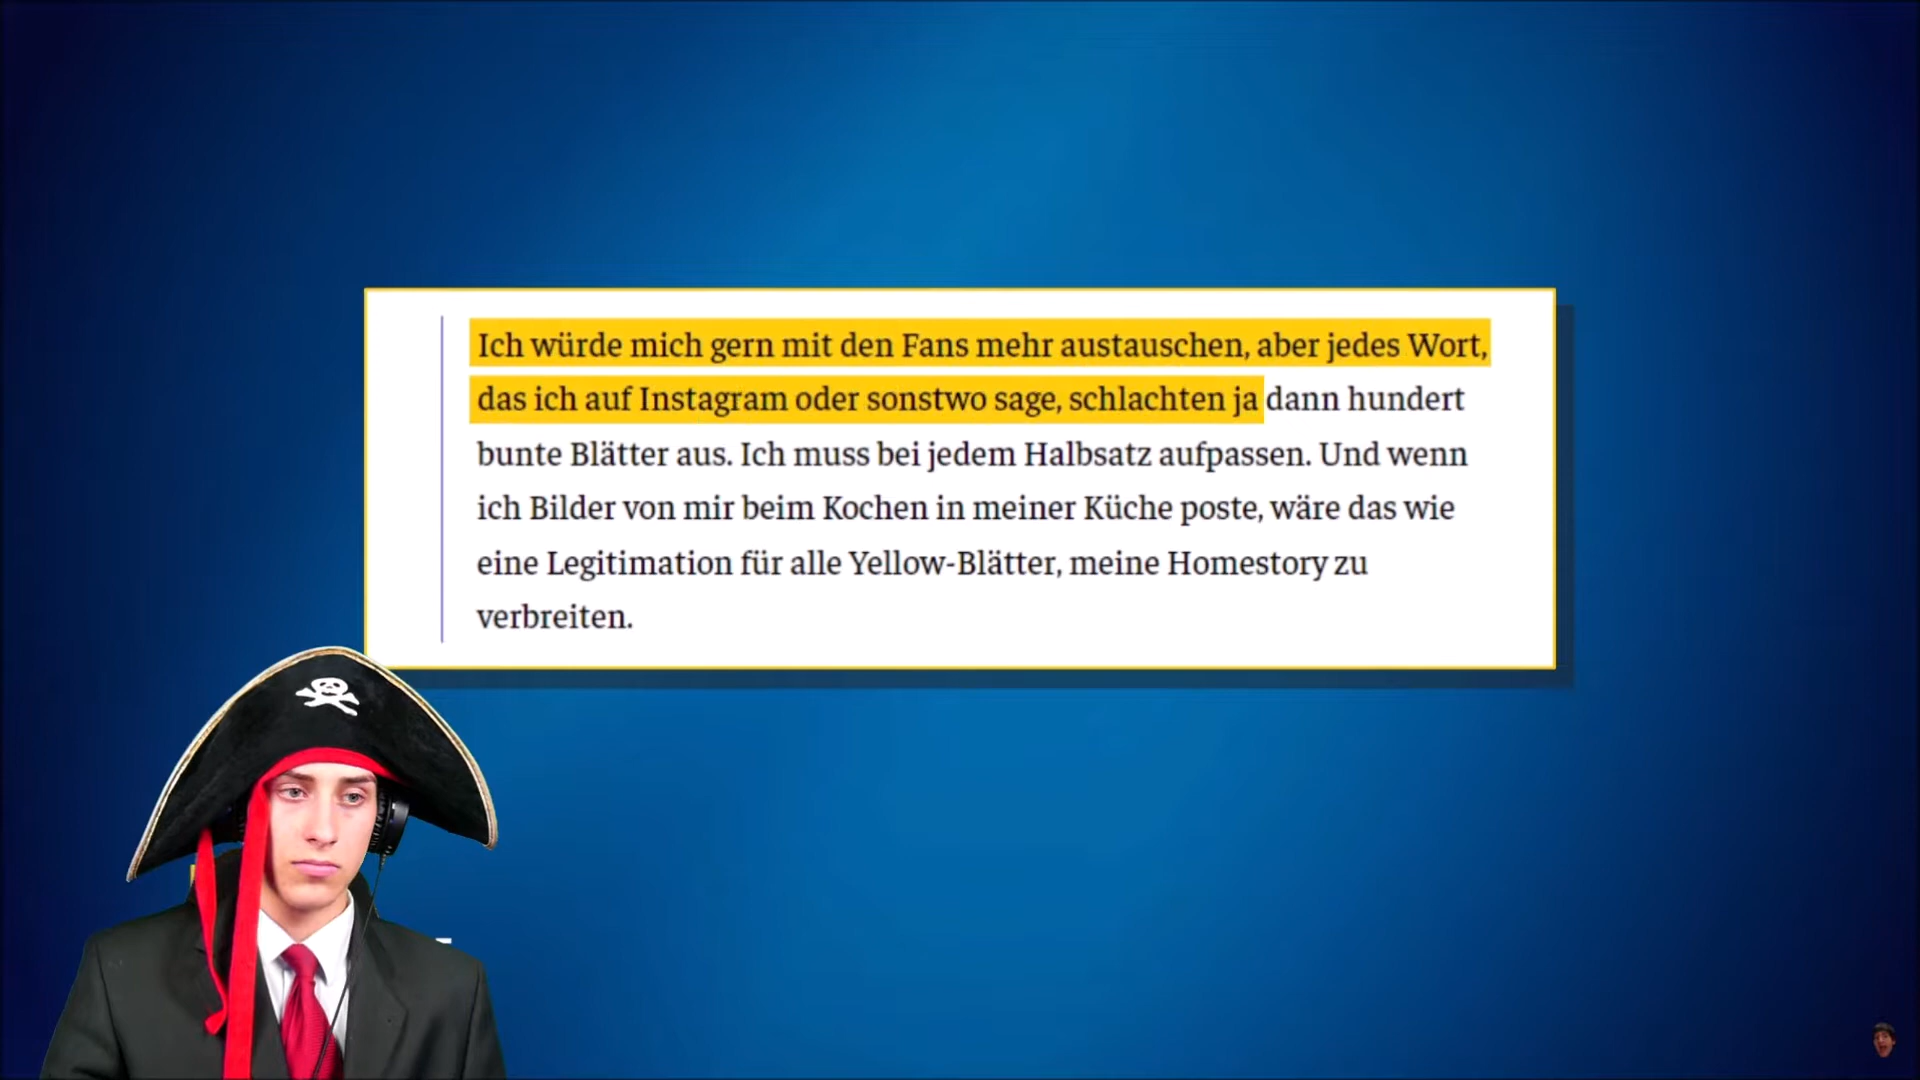 Ich würde mich gern mit den Fans mehr austauschen, aber jedes Wort,
das ich auf Instagram oder sonstwo sage, schlachten ja dann hundert
bunte Blätter aus. Ich muss bei jedem Halbsatz aufpassen. Und wenn
ich Bilder von mir beim Kochen in meiner Küche poste, wäre das wie
eine Legitimation für alle Yellow-Blätter, meine Homestory zu
verbreiten.